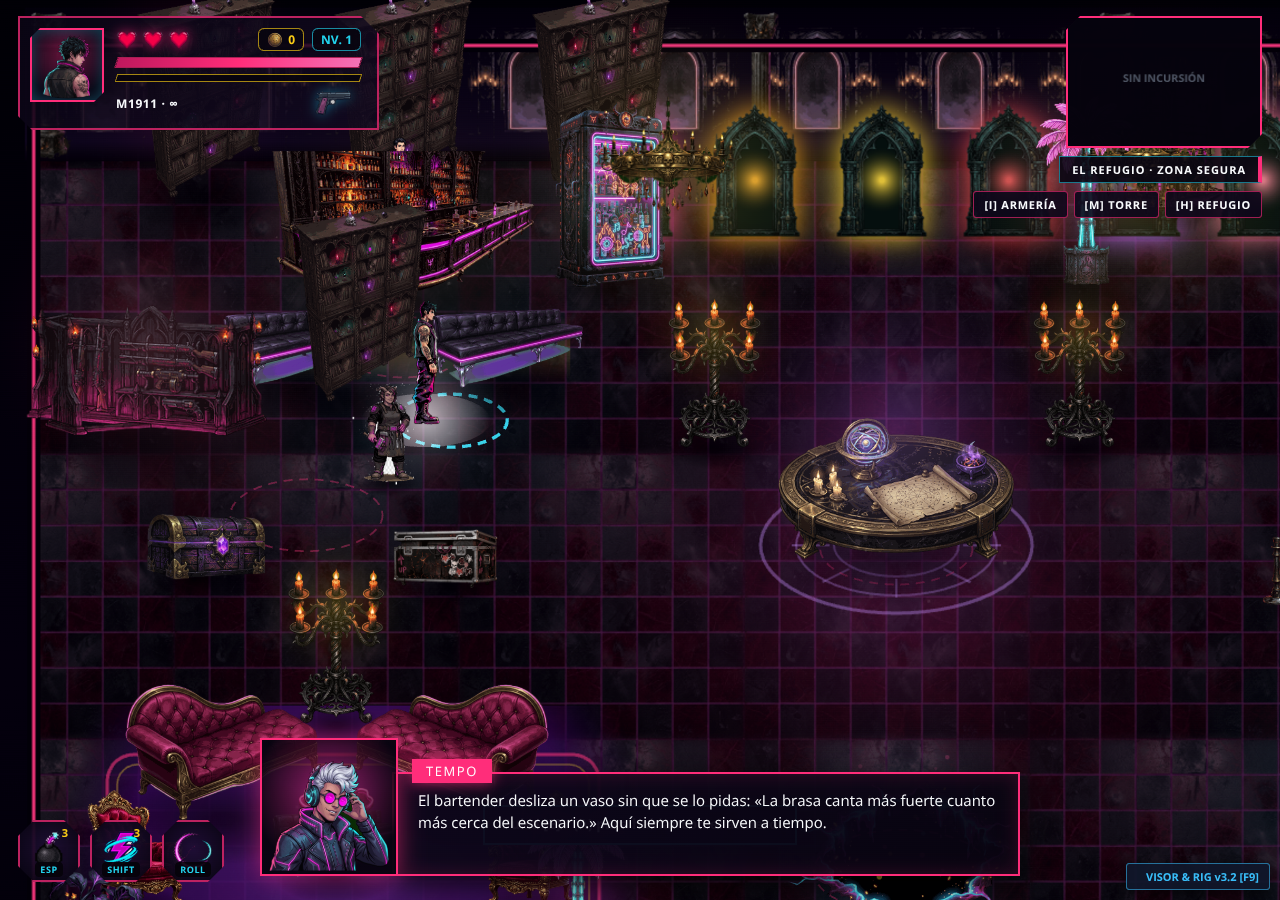 0
NV. 1
M1911 · ∞
SIN INCURSIÓN
EL REFUGIO · ZONA SEGURA
[I] ARMERÍA
[M] TORRE
[H] REFUGIO
TEMPO
El bartender desliza un vaso sin que se lo pidas: «La brasa canta más fuerte cuanto
más cerca del escenario.» Aquí siempre te sirven a tiempo.
3
ESP
3
SHIFT
ROLL
VISOR & RIG v3.2 [F9]